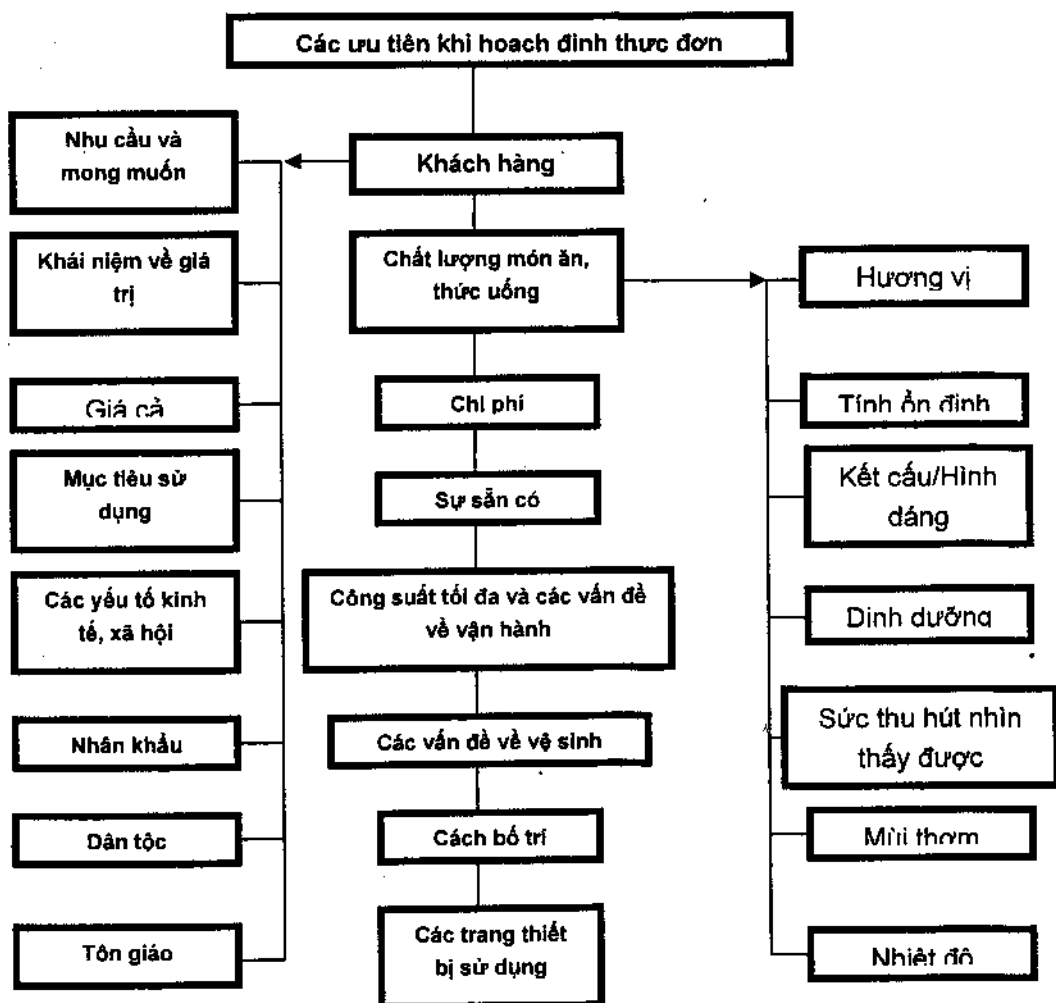 Các ưu tiên khi hoach đinh thực đơn
Nhu cầu và
mong muốn
Khái niệm về giá
trị
Giá cả
Mục tiêu sử
dụng
Các yếu tố kinh
tế, xã hội
Nhân khẩu
Dân tộc
Tôn giáo
Khách hàng
Chất lượng món ăn,
thức uống
Chi phí
Sự sẵn có
Công suất tối đa và các vấn đề
về vận hành
Các vấn đề về vệ sinh
Cách bố trí
Các trang thiết
bị sử dụng
Hương vị
Tính ổn định
Kết cấu/Hình
dáng
Dinh dưỡng
Sức thu hút nhìn
thấy được
Mùi thơm
Nhiệt độ